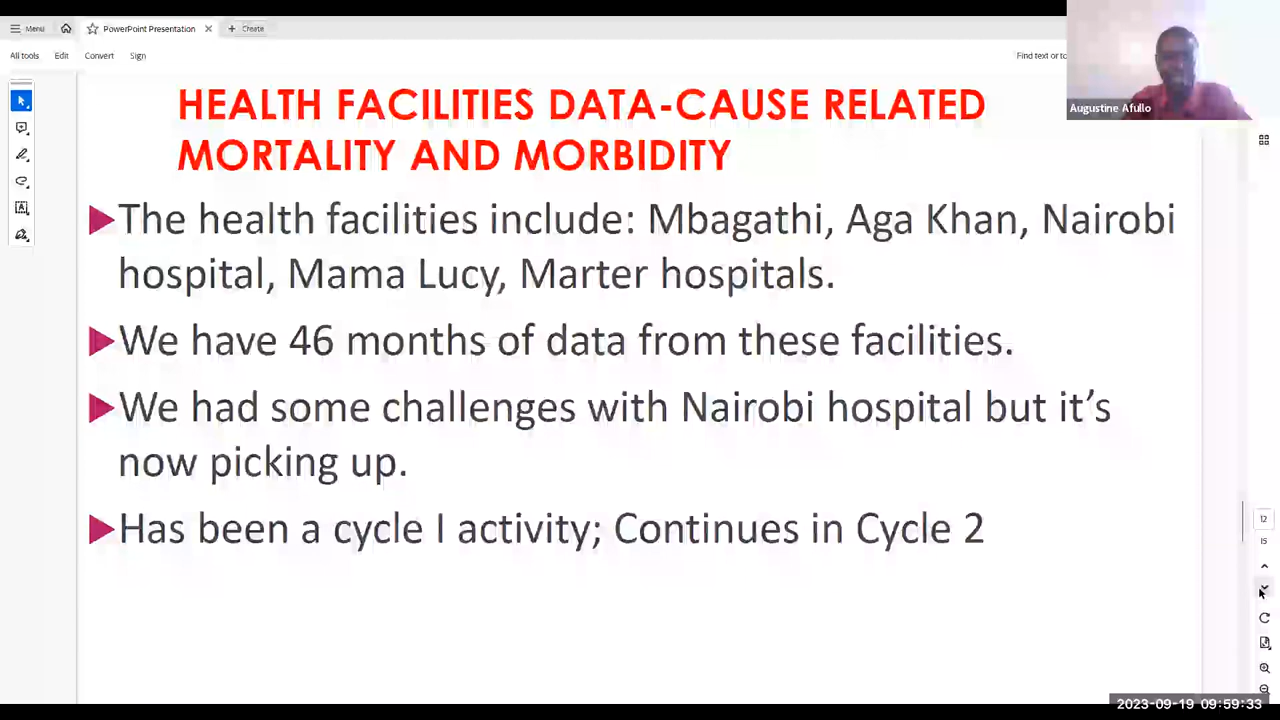 Menu
PowerPoint Presentation
Create
All tools
Edit
Convert
Sign
Find text or to
Augustine Afullo
HEALTH FACILITIES DATA-CAUSE RELATED
MORTALITY AND MORBIDITY
The health facilities include: Mbagathi, Aga Khan, Nairobi
hospital, Mama Lucy, Marter hospitals.
We have 46 months of data from these facilities.
We had some challenges with Nairobi hospital but it’s
now picking up.
Has been a cycle I activity; Continues in Cycle 2
12
15
2023-09-19 09:59:33